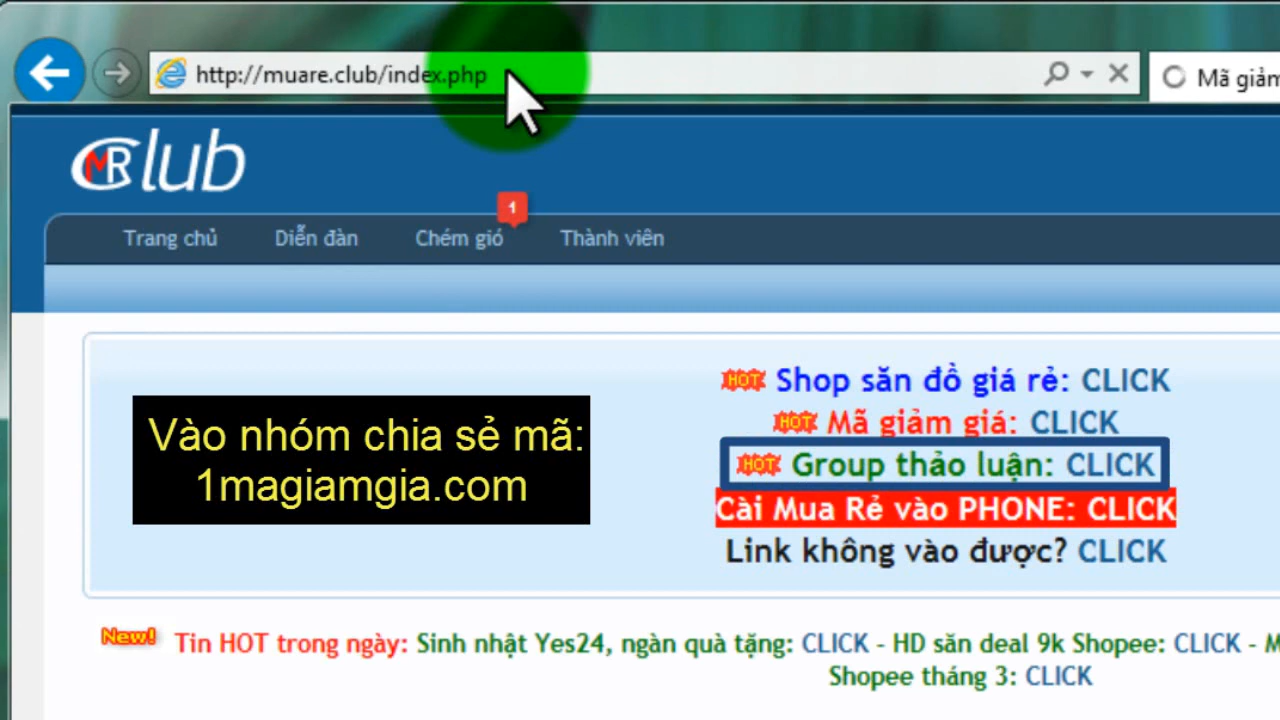 http://muare.club/index.php
Mã giảm
MR Club
1
Trang chủ Diễn đàn Chém gió Thành viên
HOT Shop săn đồ giá rẻ: CLICK
HOT Mã giảm giá: CLICK
HOT Group thảo luận: CLICK
Cài Mua Rẻ vào PHONE: CLICK
Link không vào được? CLICK
Vào nhóm chia sẻ mã:
1magiamgia.com
New! Tin HOT trong ngày: Sinh nhật Yes24, ngàn quà tặng: CLICK - HD săn deal 9k Shopee: CLICK - M
Shopee tháng 3: CLICK